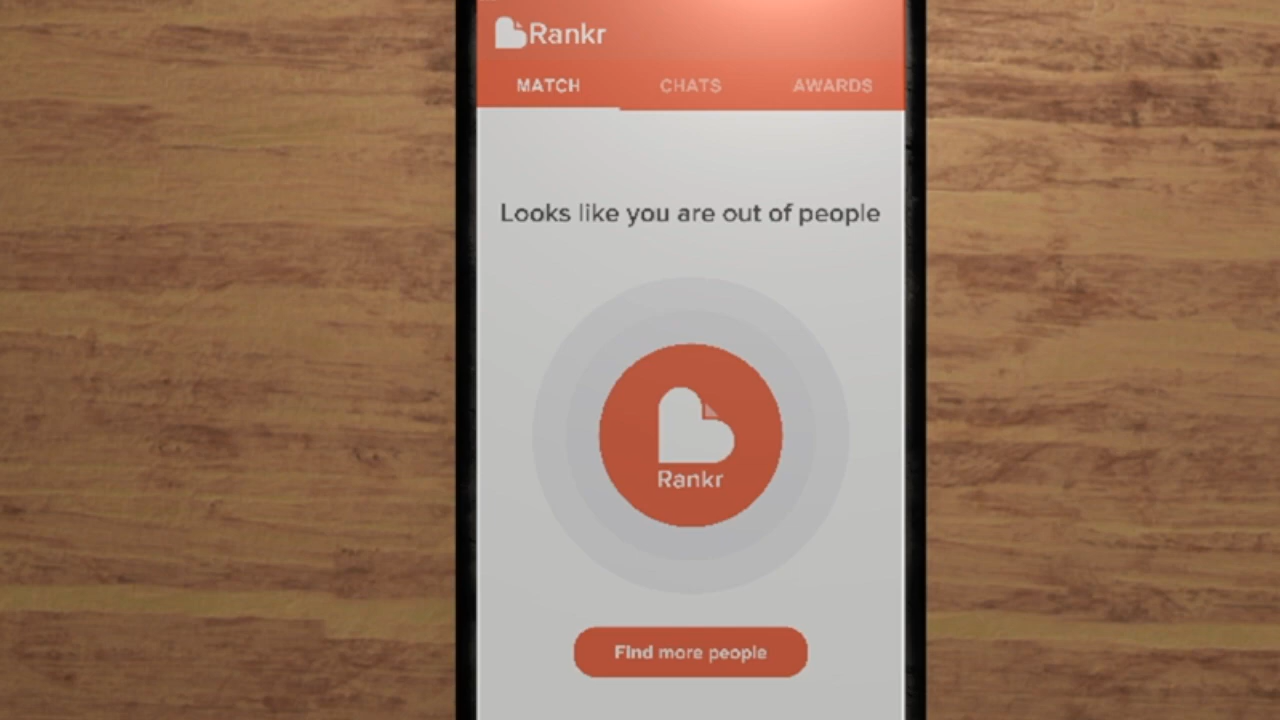 Rankr
MATCH CHATS AWARDS
Looks like you are out of people
Rankr
Find more people